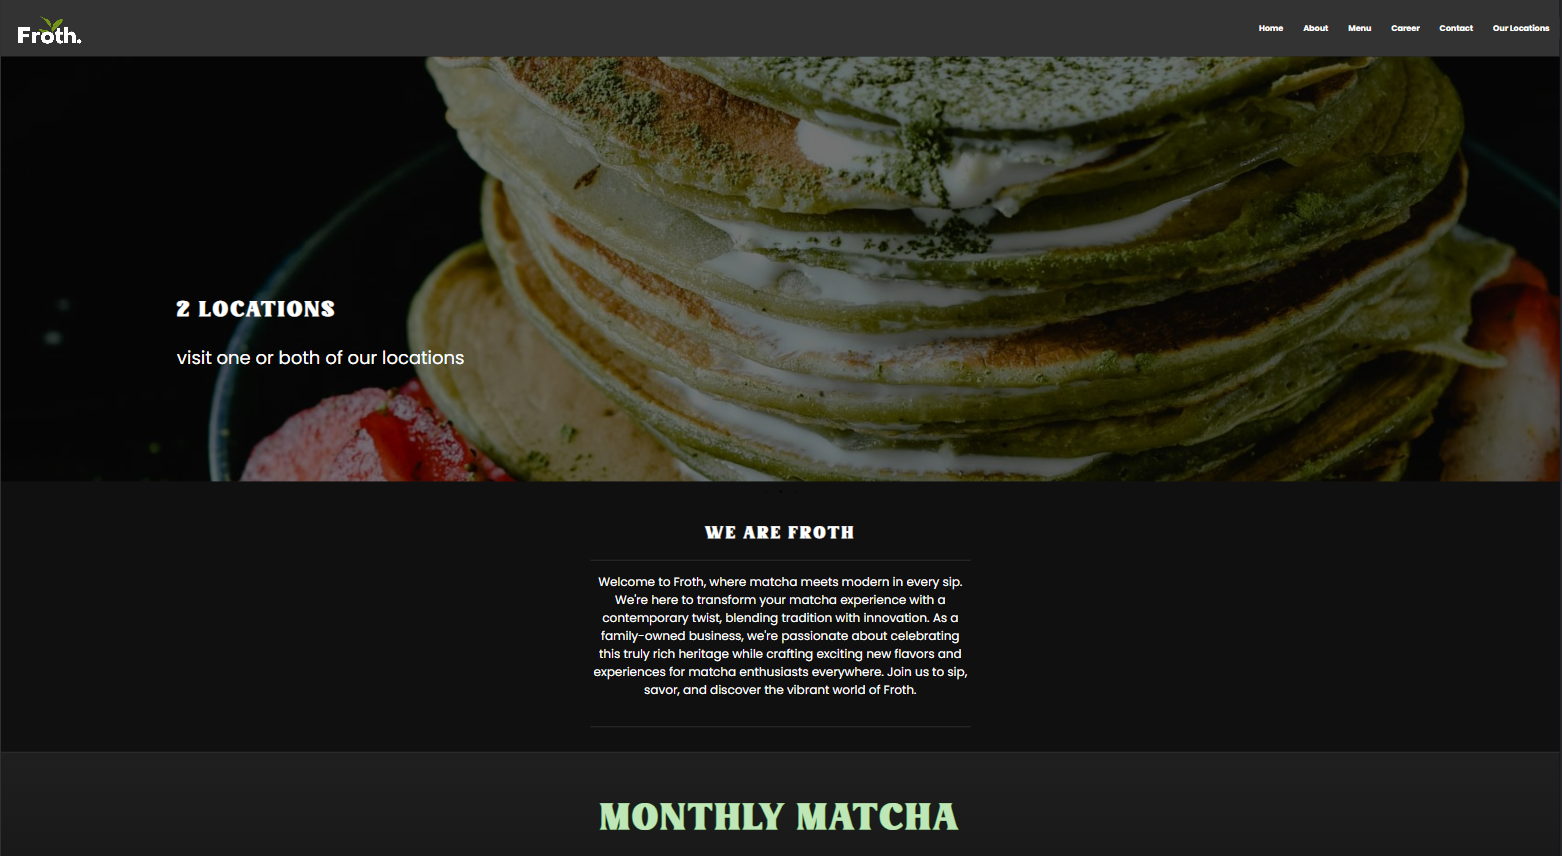 Froth.
Home About Menu Career Contact Our Locations
2 LOCATIONS
visit one or both of our locations
WE ARE FROTH
Welcome to Froth, where matcha meets modern in every sip.
We're here to transform your matcha experience with a
contemporary twist, blending tradition with innovation. As a
family-owned business, we're passionate about celebrating
this truly rich heritage while crafting exciting new flavors and
experiences for matcha enthusiasts everywhere. Join us to sip,
savor, and discover the vibrant world of Froth.
MONTHLY MATCHA